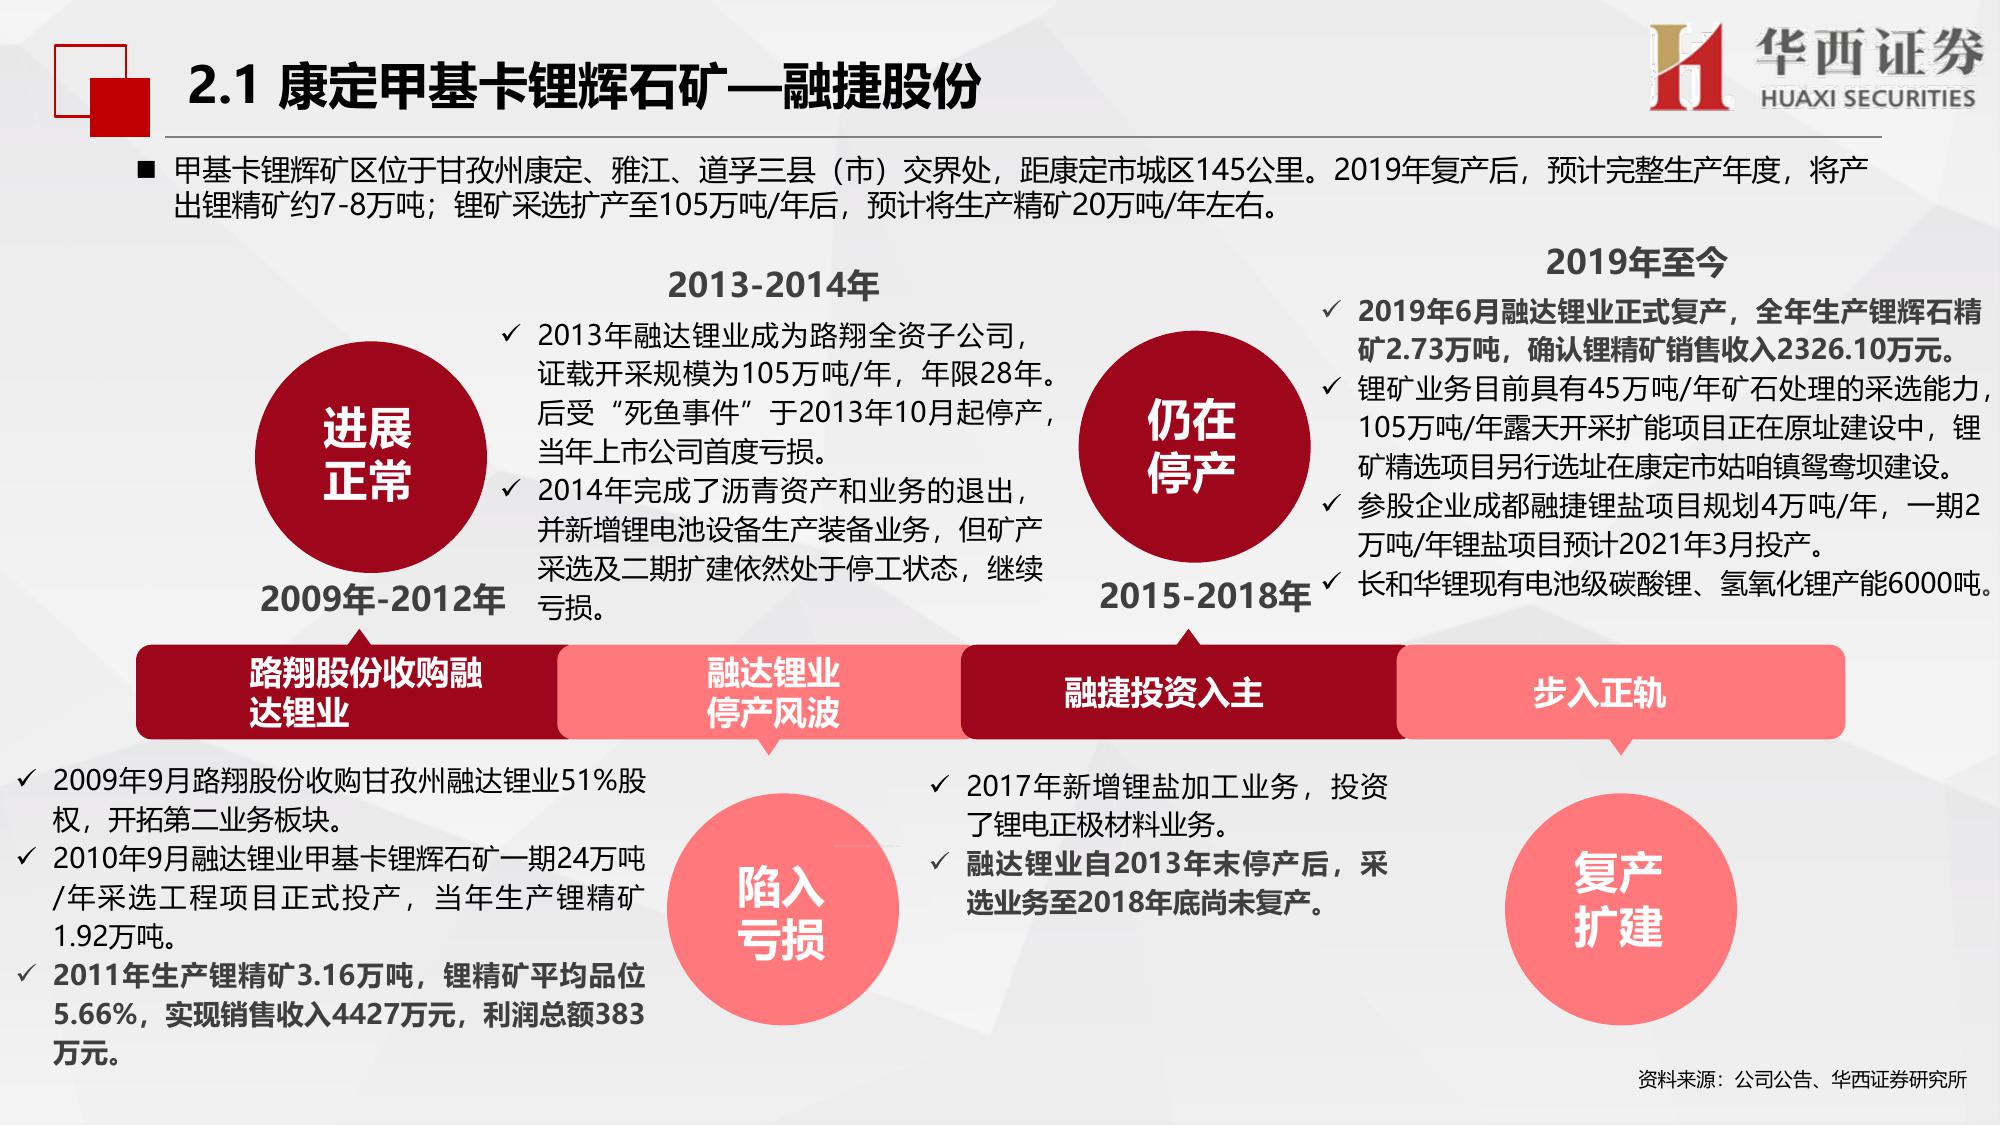 2.1 康定甲基卡锂辉石矿—融捷股份
华西证券
HUAXI SECURITIES
■ 甲基卡锂辉矿区位于甘孜州康定、雅江、道孚三县（市）交界处，距康定市城区145公里。2019年复产后，预计完整生产年度，将产
出锂精矿约7-8万吨；锂矿采选扩产至105万吨/年后，预计将生产精矿20万吨/年左右。
进展
正常
2009年-2012年
2013-2014年
✓ 2013年融达锂业成为路翔全资子公司，
证载开采规模为105万吨/年，年限28年。
后受“死鱼事件”于2013年10月起停产，
当年上市公司首度亏损。
✓ 2014年完成了沥青资产和业务的退出，
并新增锂电池设备生产装备业务，但矿产
采选及二期扩建依然处于停工状态，继续
亏损。
仍在
停产
2015-2018年
2019年至今
✓ 2019年6月融达锂业正式复产，全年生产锂辉石精
矿2.73万吨，确认锂精矿销售收入2326.10万元。
✓ 锂矿业务目前具有45万吨/年矿石处理的采选能力，
105万吨/年露天开采扩能项目正在原址建设中，锂
矿精选项目另行选址在康定市姑咱镇鸳鸯坝建设。
✓ 参股企业成都融捷锂盐项目规划4万吨/年，一期2
万吨/年锂盐项目预计2021年3月投产。
✓ 长和华锂现有电池级碳酸锂、氢氧化锂产能6000吨。
路翔股份收购融
达锂业
融达锂业
停产风波
融捷投资入主
步入正轨
✓ 2009年9月路翔股份收购甘孜州融达锂业51%股
权，开拓第二业务板块。
✓ 2010年9月融达锂业甲基卡锂辉石矿一期24万吨
/年采选工程项目正式投产，当年生产锂精矿
1.92万吨。
✓ 2011年生产锂精矿3.16万吨，锂精矿平均品位
5.66%，实现销售收入4427万元，利润总额383
万元。
陷入
亏损
✓ 2017年新增锂盐加工业务，投资
了锂电正极材料业务。
✓ 融达锂业自2013年末停产后，采
选业务至2018年底尚未复产。
复产
扩建
资料来源：公司公告、华西证券研究所